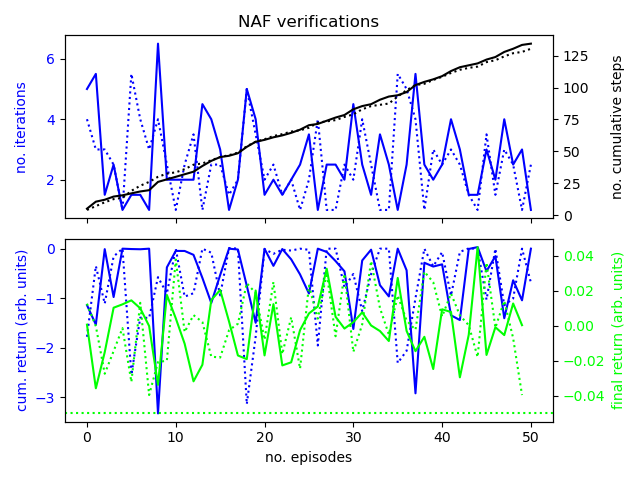 NAF verifications
no. iterations
6
4
2
125
100
75
50
25
0
no. cumulative steps
cum. return (arb. units)
0
−1
−2
−3
0.04
0.02
0.00
−0.02
−0.04
final return (arb. units)
0 10 20 30 40 50
no. episodes